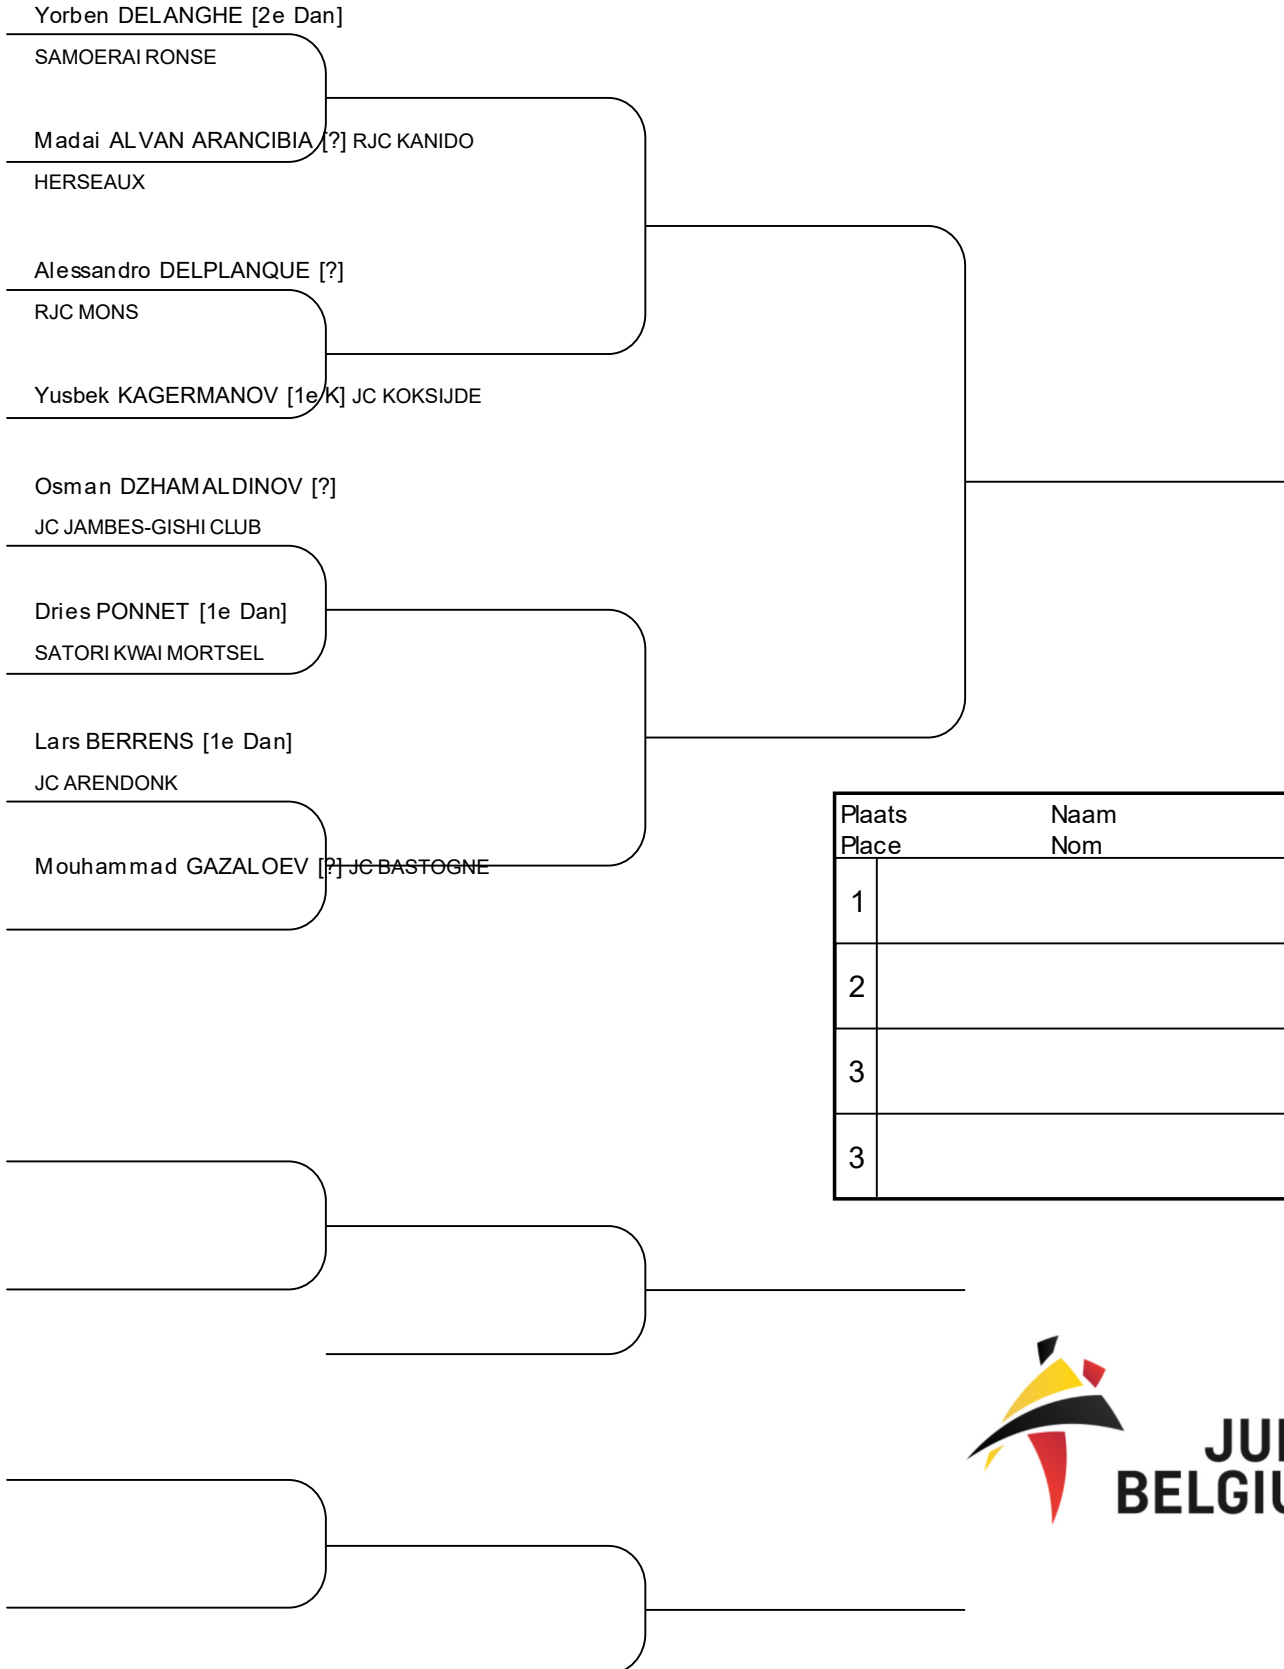 Yorben DELANGHE [2e Dan]
SAMOERAI RONSE
Madai ALVAN ARANCIBIA [?] RJC KANIDO
HERSEAUX
Alessandro DELPLANQUE [?]
RJC MONS
Yusbek KAGERMANOV [1e K] JC KOKSIJDE
Osman DZHAMALDINOV [?]
JC JAMBES-GISHI CLUB
Dries PONNET [1e Dan]
SATORI KWAI MORTSEL
Lars BERRENS [1e Dan]
JC ARENDONK
Mouhammad GAZALOEV [?] JC BASTOGNE
Plaats Naam
Place Nom
1
2
3
3
BELGIU